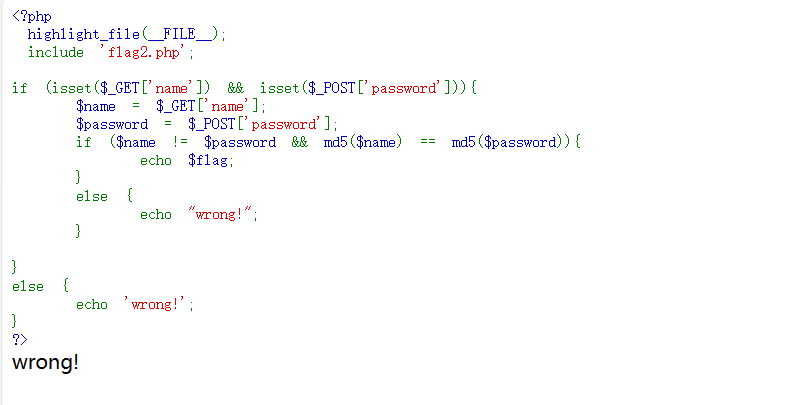 <?php
  highlight_file(__FILE__);
  include 'flag2.php';

if (isset($_GET['name']) && isset($_POST['password'])){
        $name = $_GET['name'];
        $password = $_POST['password'];
        if ($name != $password && md5($name) == md5($password)){
                echo $flag;
        }
        else {
                echo "wrong!";
        }

}
else {
        echo 'wrong!';
}
?>
wrong!